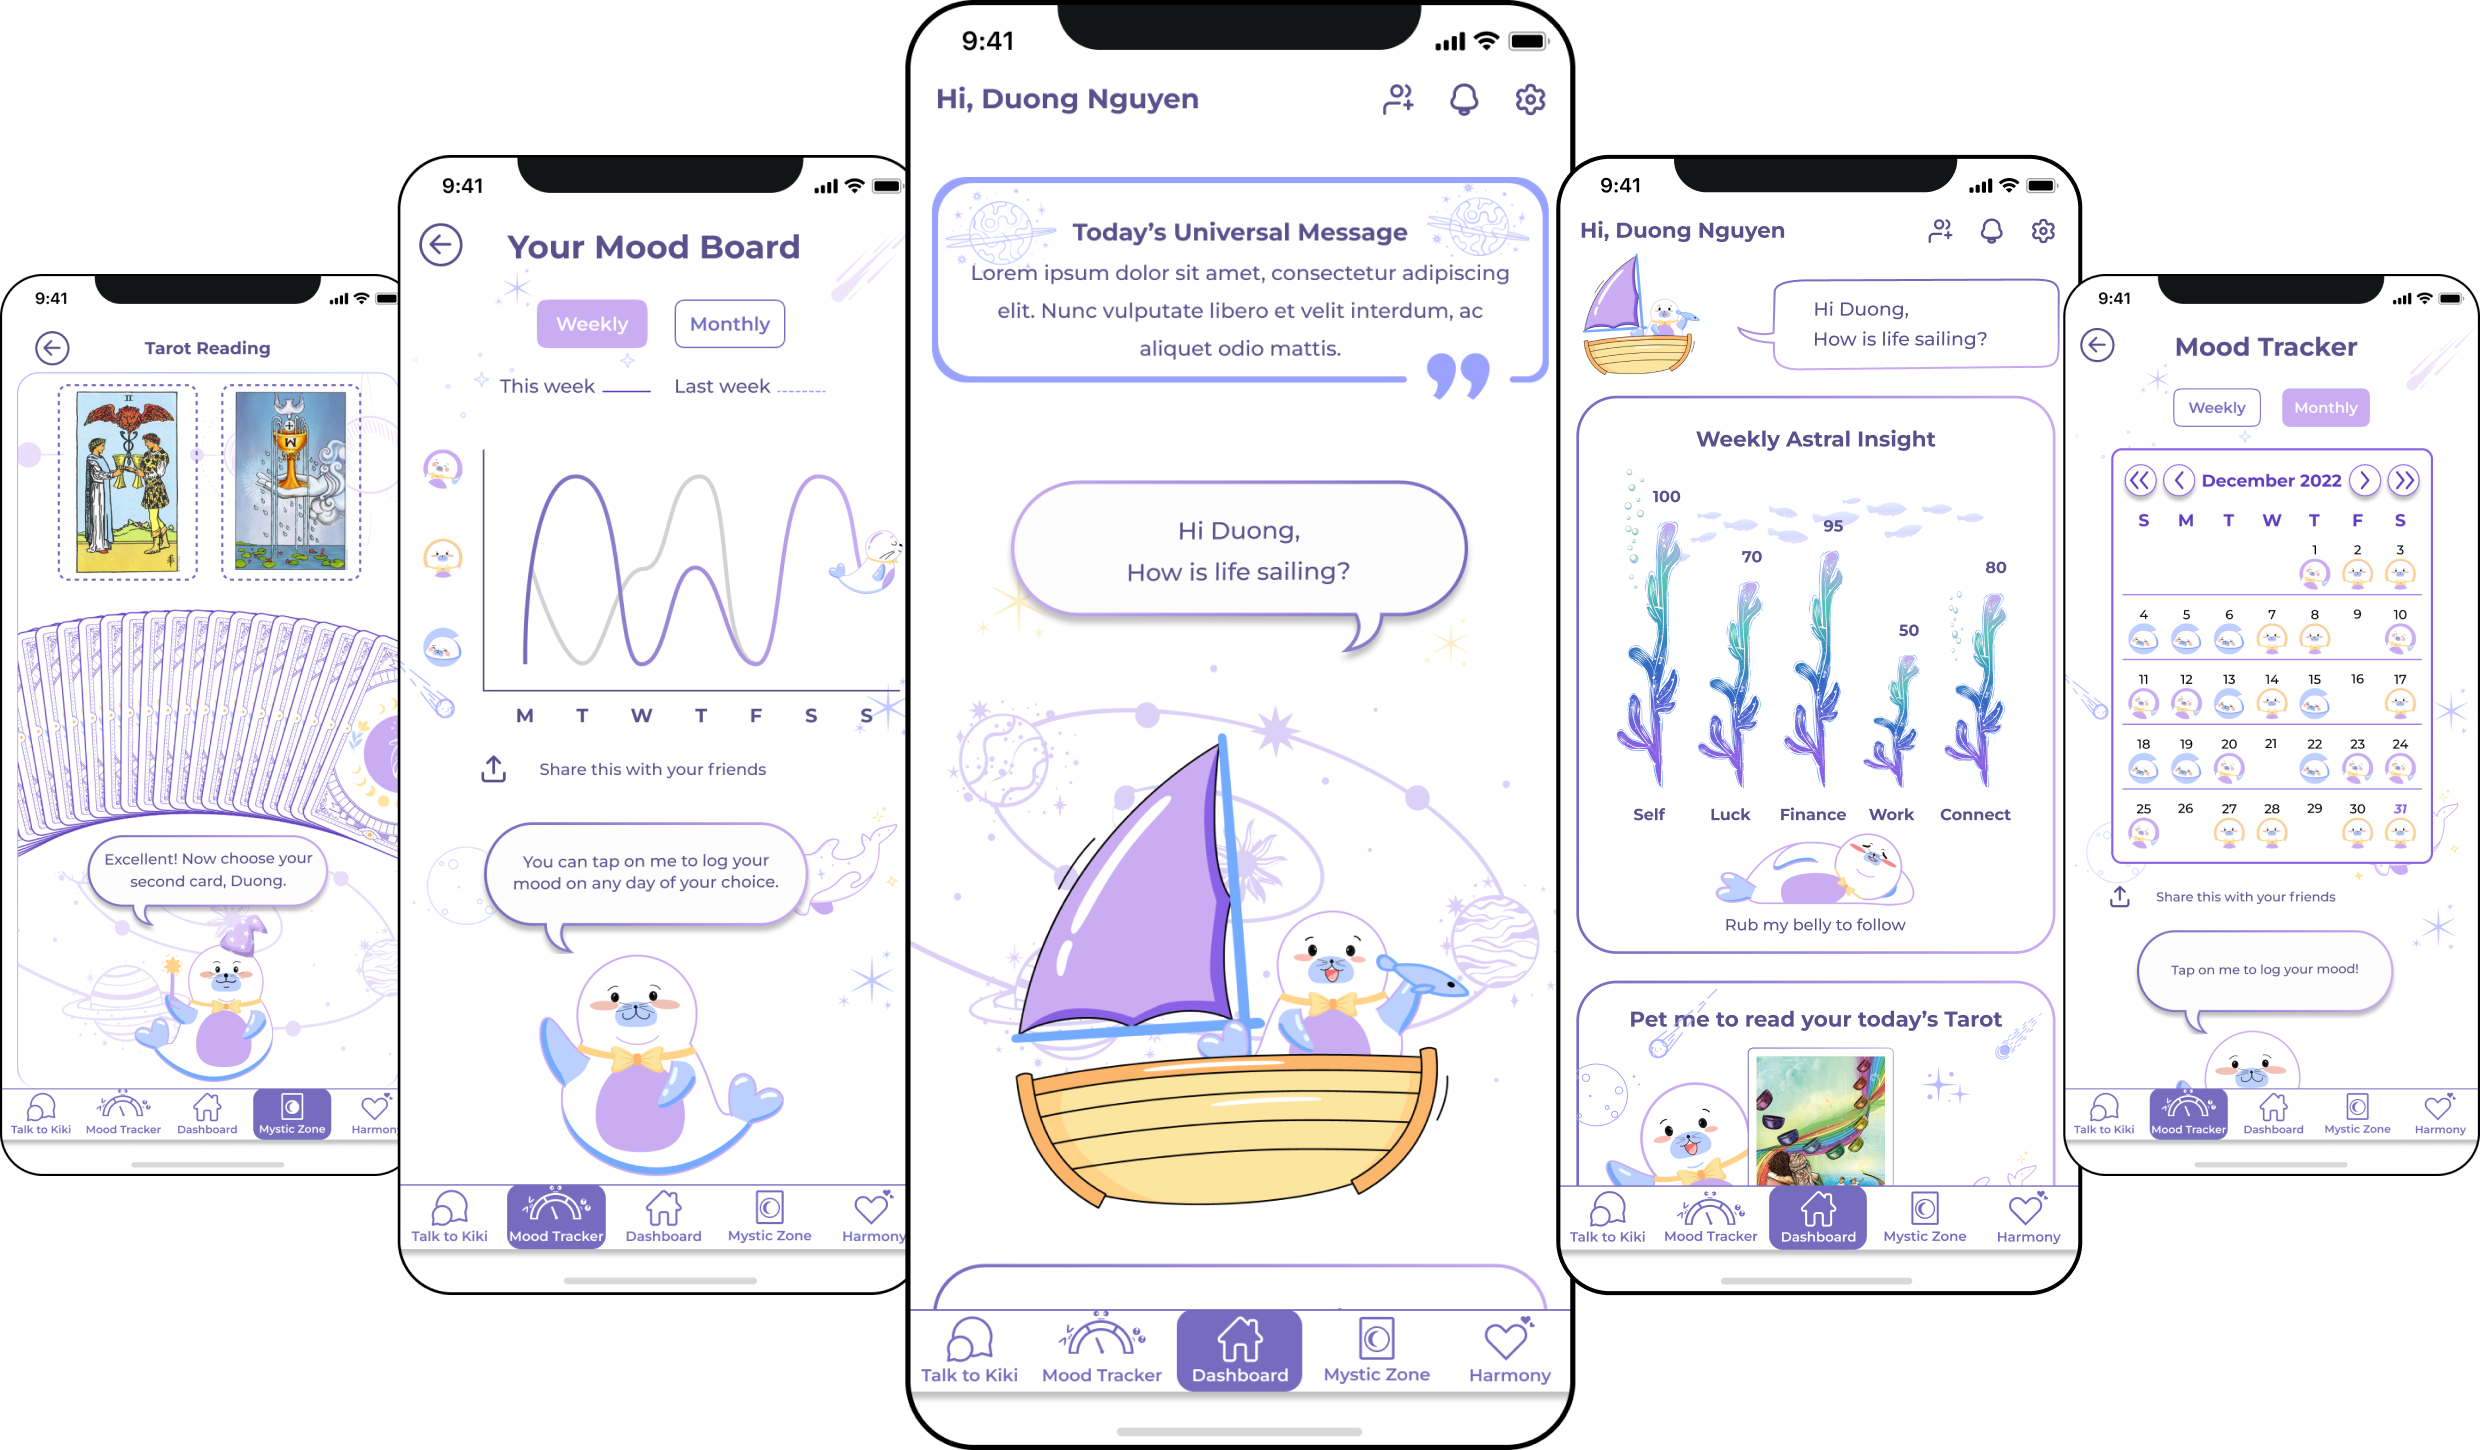 9:41
Tarot Reading
II
Excellent! Now choose your
second card, Duong.
Talk to Kiki
Mood Tracker
Dashboard
Mystic Zone
Harmony
9:41
Your Mood Board
Weekly
Monthly
This week
Last week
M T W T F S S
Share this with your friends
You can tap on me to log your
mood on any day of your choice.
Talk to Kiki
Mood Tracker
Dashboard
Mystic Zone
Harmony
9:41
Hi, Duong Nguyen
Today’s Universal Message
Lorem ipsum dolor sit amet, consectetur adipiscing
elit. Nunc vulputate libero et velit interdum, ac
aliquet odio mattis.
Hi Duong,
How is life sailing?
Talk to Kiki
Mood Tracker
Dashboard
Mystic Zone
Harmony
9:41
Hi, Duong Nguyen
Hi Duong,
How is life sailing?
Weekly Astral Insight
100
70
95
50
80
Self
Luck
Finance
Work
Connect
Rub my belly to follow
Pet me to read your today’s Tarot
Talk to Kiki
Mood Tracker
Dashboard
Mystic Zone
Harmony
9:41
Mood Tracker
Weekly
Monthly
December 2022
S M T W T F S
1 2 3
4 5 6 7 8 9 10
11 12 13 14 15 16 17
18 19 20 21 22 23 24
25 26 27 28 29 30 31
Share this with your friends
Tap on me to log your mood!
Talk to Kiki
Mood Tracker
Dashboard
Mystic Zone
Harmony